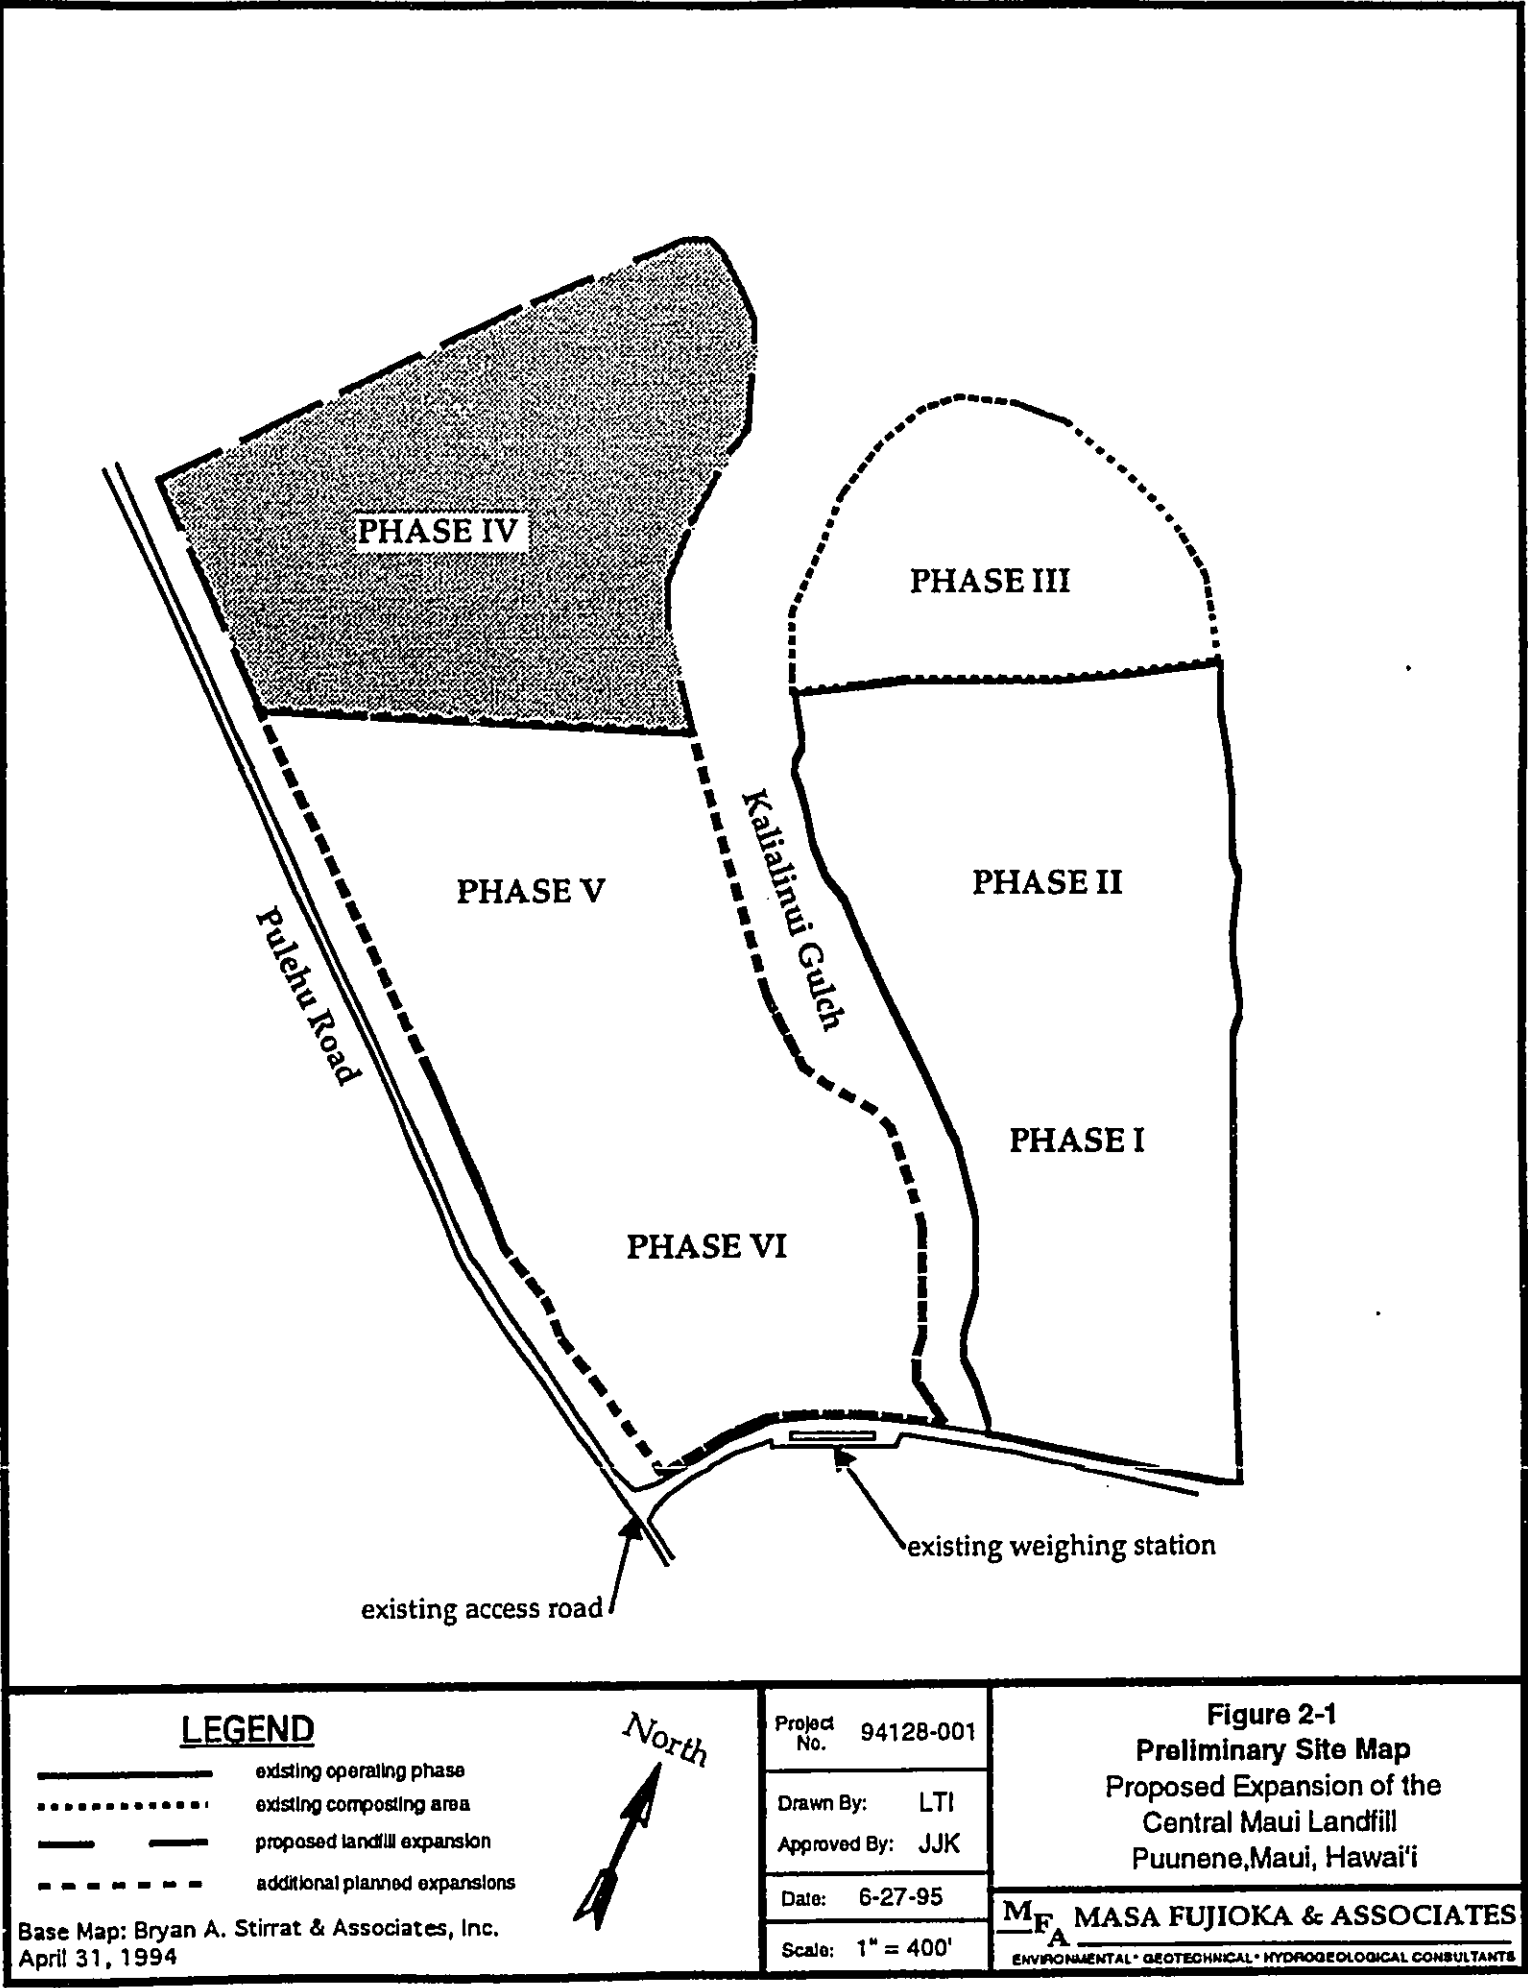 PHASE IV
PHASE III
PHASE V
Kalialinui Gulch
PHASE II
Pulehu Road
PHASE I
PHASE VI
existing weighing station
existing access road
LEGEND
existing operating phase
existing composting area
proposed landfill expansion
additional planned expansions
Base Map: Bryan A. Stirrat & Associates, Inc.
April 31, 1994
North
Project
No. 94128-001
Drawn By: LTI
Approved By: JJK
Date: 6-27-95
Scale: 1" = 400'
Figure 2-1
Preliminary Site Map
Proposed Expansion of the
Central Maui Landfill
Puunene,Maui, Hawai'i
MFA MASA FUJIOKA & ASSOCIATES
ENVIRONMENTAL • GEOTECHNICAL • HYDROGEOLOGICAL CONSULTANTS